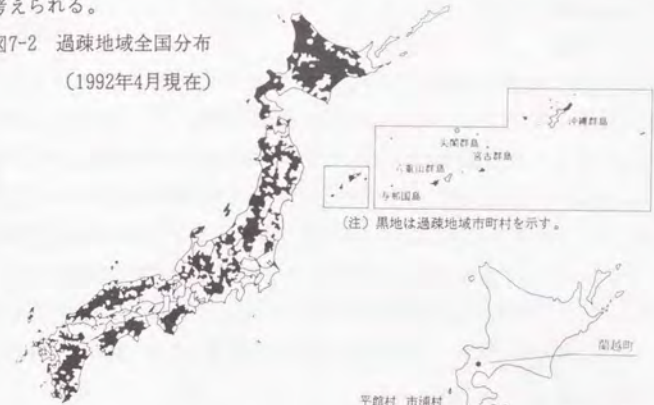 考えられる。
図7-2 過疎地域全国分布
(1992年4月現在)
沖縄群島
尖閣群島
宮古群島
八重山群島
与那国島
(注) 黒地は過疎地域市町村を示す。
蘭越町
平舘村 市浦村